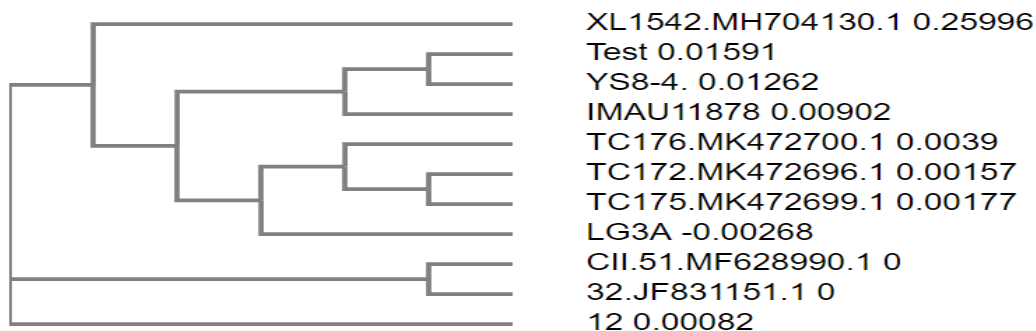 XL1542.MH704130.1 0.25996
Test 0.01591
YS8-4. 0.01262
IMAU11878 0.00902
TC176.MK472700.1 0.0039
TC172.MK472696.1 0.00157
TC175.MK472699.1 0.00177
LG3A -0.00268
CII.51.MF628990.1 0
32.JF831151.1 0
12 0.00082